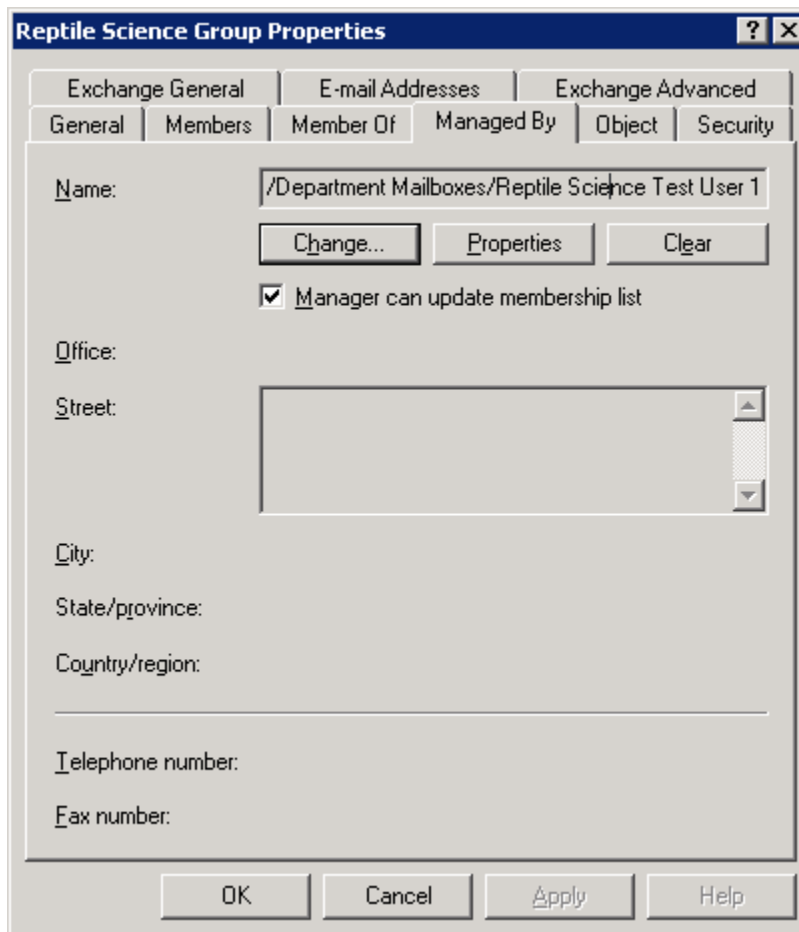 Reptile Science Group Properties
Exchange General E-mail Addresses Exchange Advanced
General Members Member Of Managed By Object Security
Name: /Department Mailboxes/Reptile Science Test User 1
Change... Properties Clear
Manager can update membership list
Office:
Street:
City:
State/province:
Country/region:
Telephone number:
Fax number:
OK Cancel Apply Help